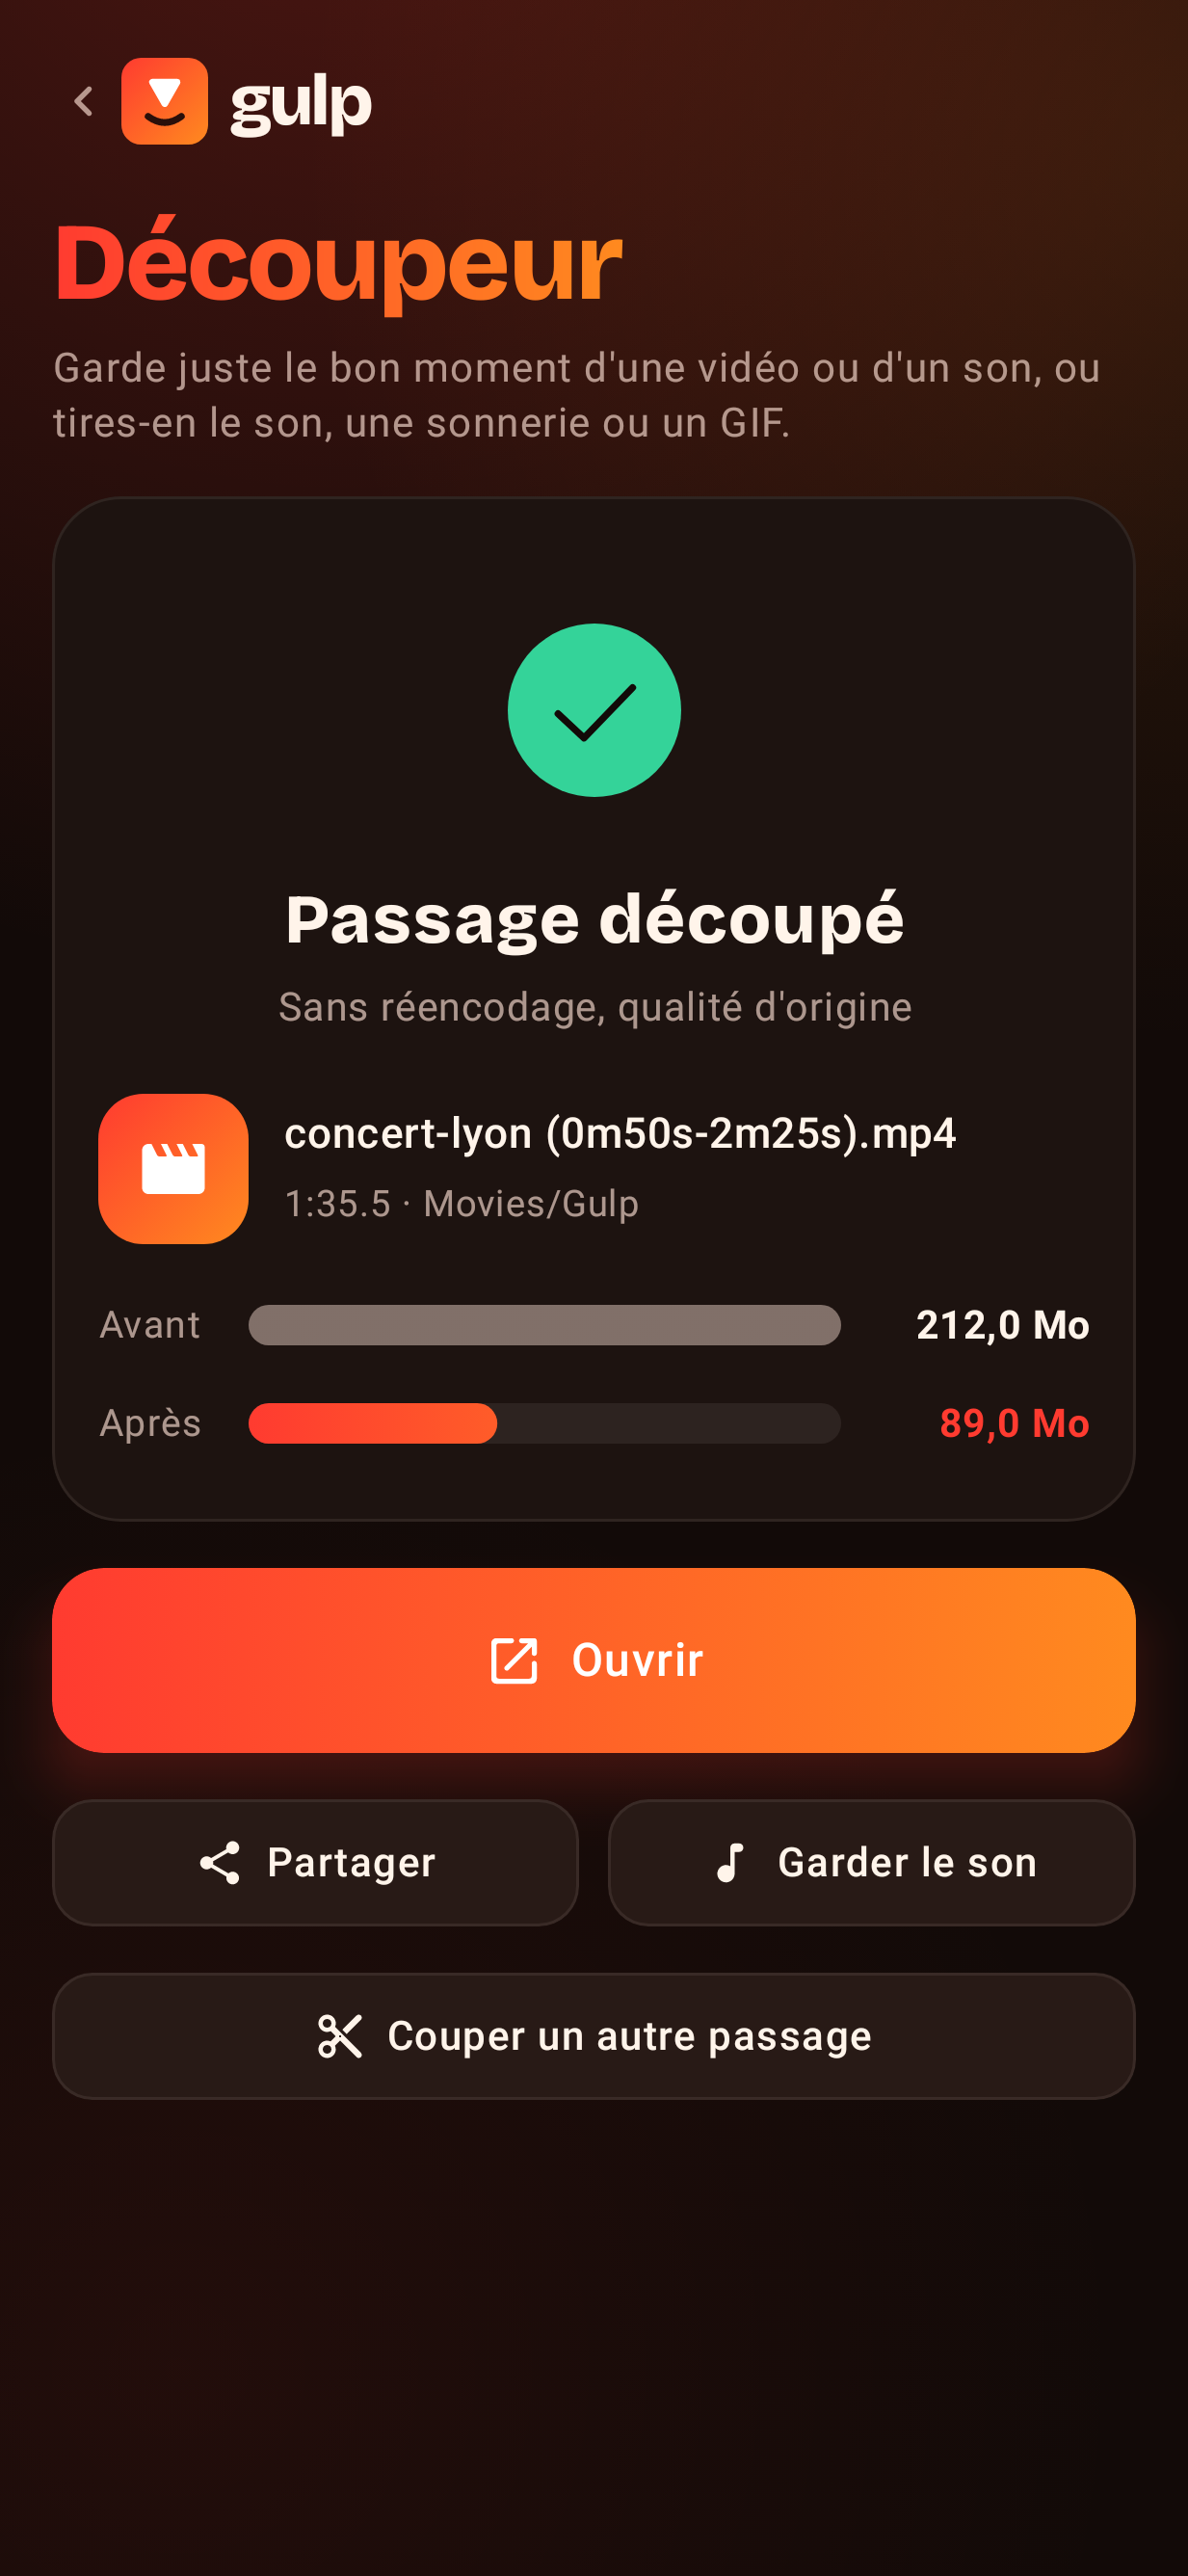 gulp
Découpeur
Garde juste le bon moment d'une vidéo ou d'un son, ou
tires-en le son, une sonnerie ou un GIF.
Passage découpé
Sans réencodage, qualité d'origine
concert-lyon (0m50s-2m25s).mp4
1:35.5 · Movies/Gulp
Avant 212,0 Mo
Après 89,0 Mo
Ouvrir
Partager
Garder le son
Couper un autre passage